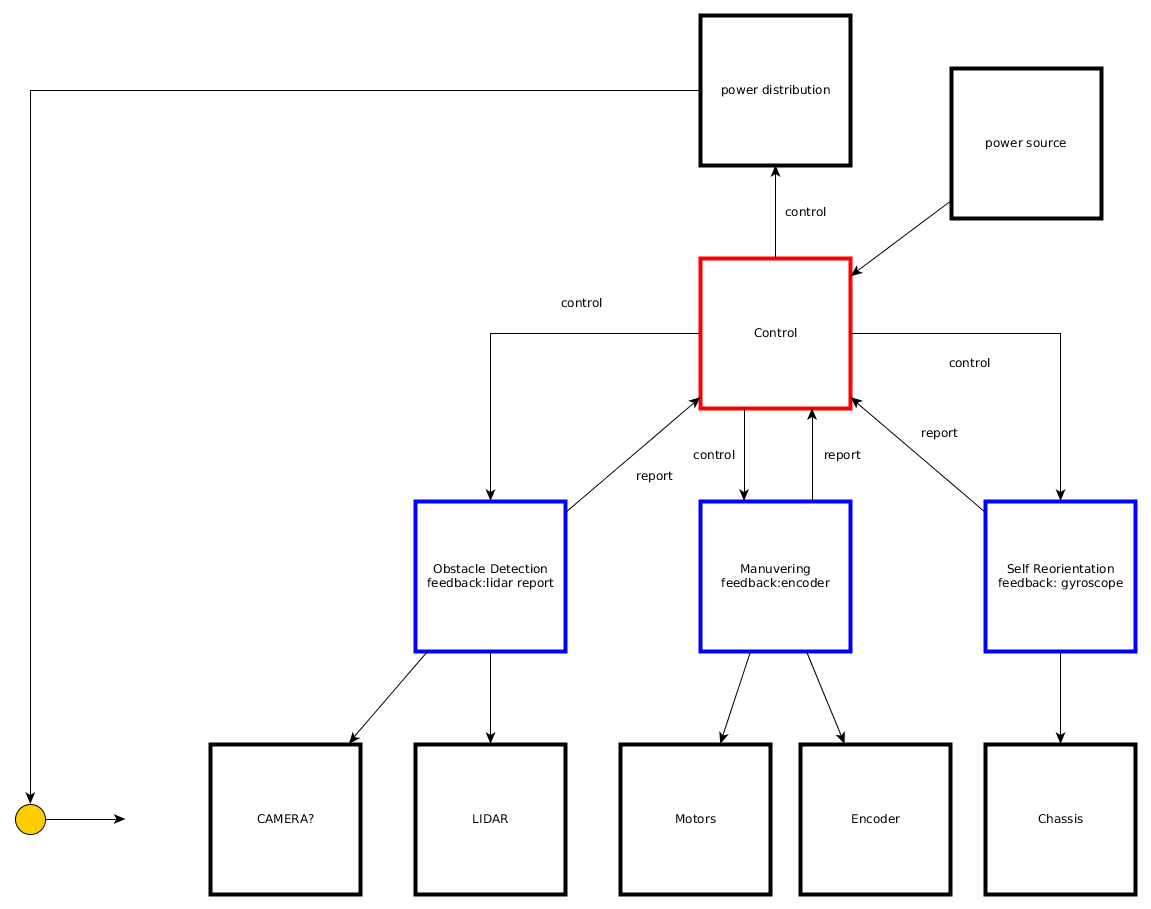 power distribution
power source
control
control
Control
control
report
control
report
report
Obstacle Detection
feedback:lidar report
Manuvering
feedback:encoder
Self Reorientation
feedback: gyroscope
CAMERA?
LIDAR
Motors
Encoder
Chassis